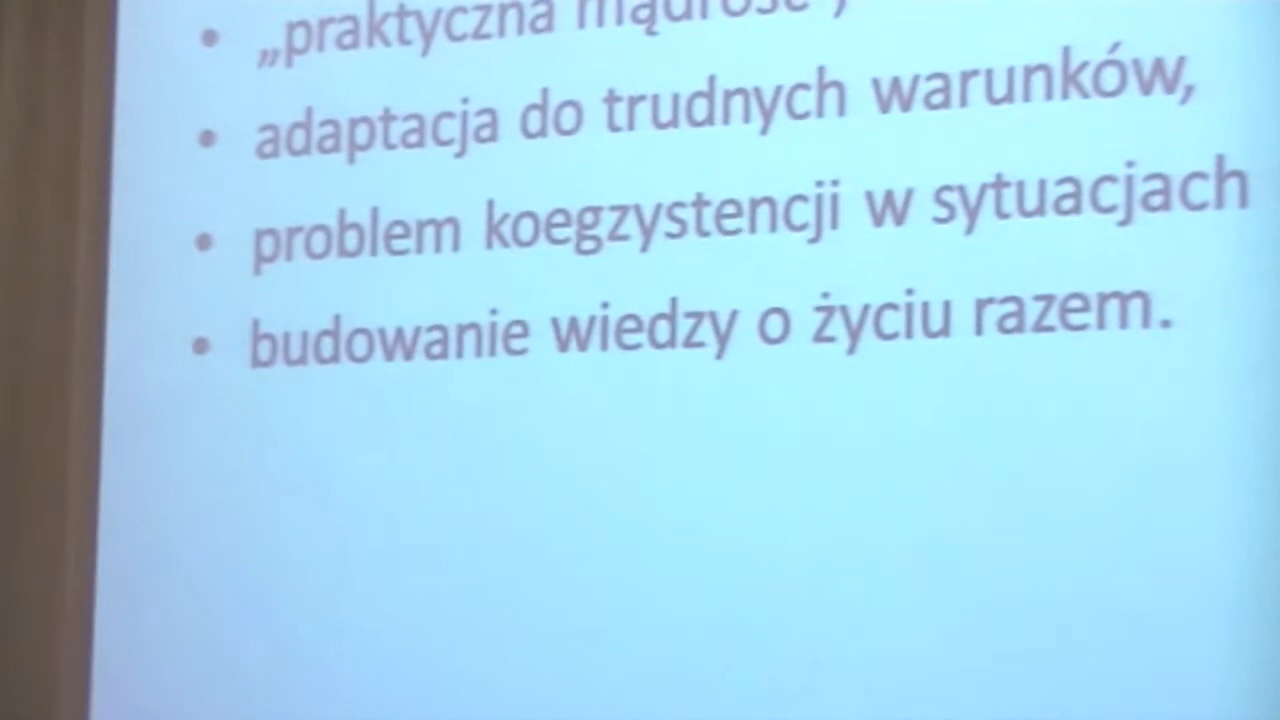 • „praktyczna mądrość",
• adaptacja do trudnych warunków,
• problem koegzystencji w sytuacjach
• budowanie wiedzy o życiu razem.